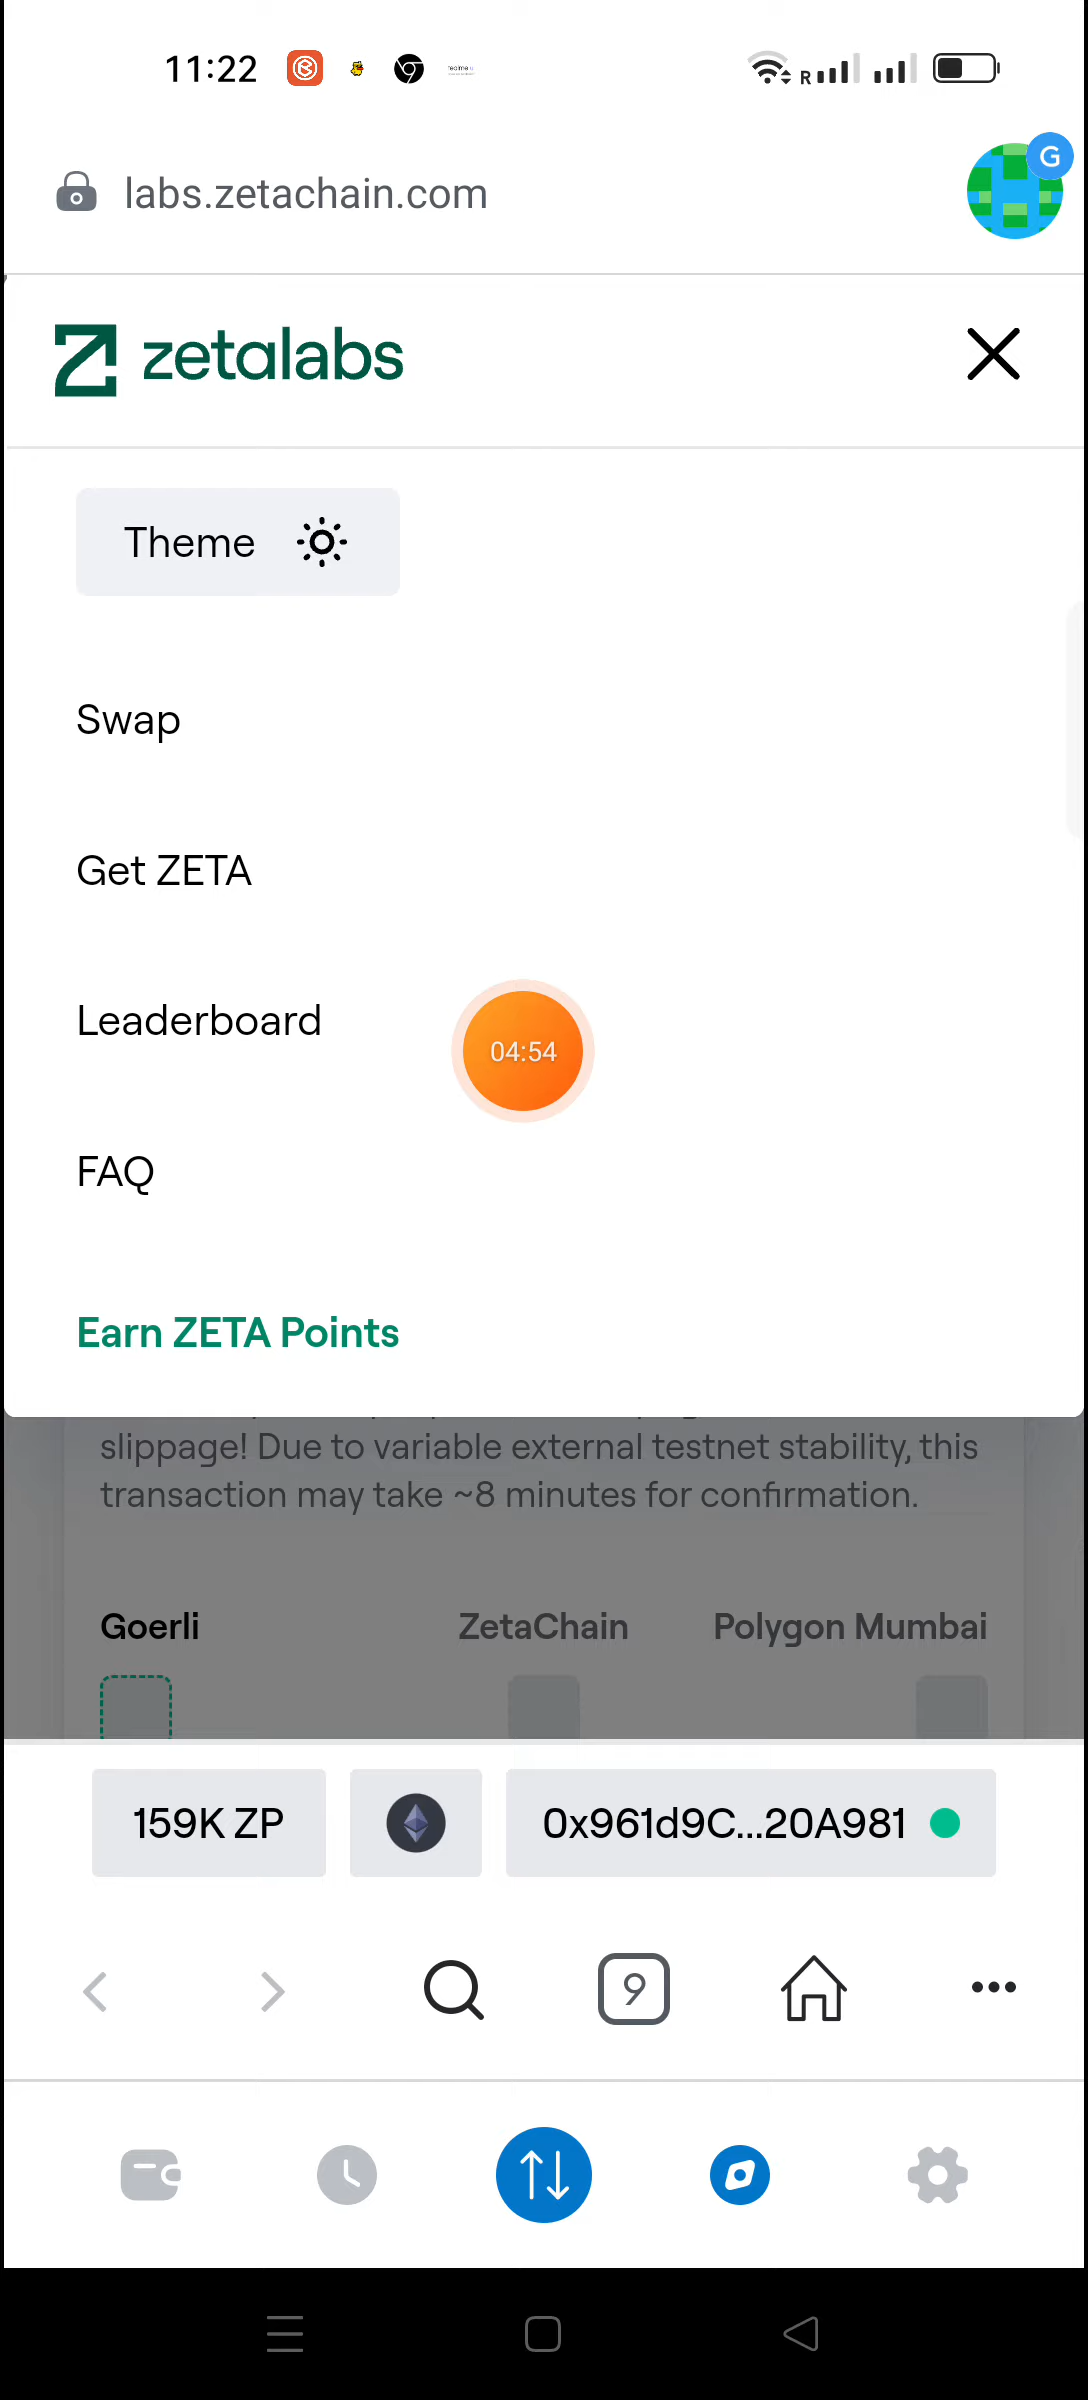 11:22
R
labs.zetachain.com
G
zetalabs
Theme
Swap
Get ZETA
Leaderboard
04:54
FAQ
Earn ZETA Points
slippage! Due to variable external testnet stability, this
transaction may take ~8 minutes for confirmation.
Goerli ZetaChain Polygon Mumbai
159K ZP 0x961d9C...20A981
9